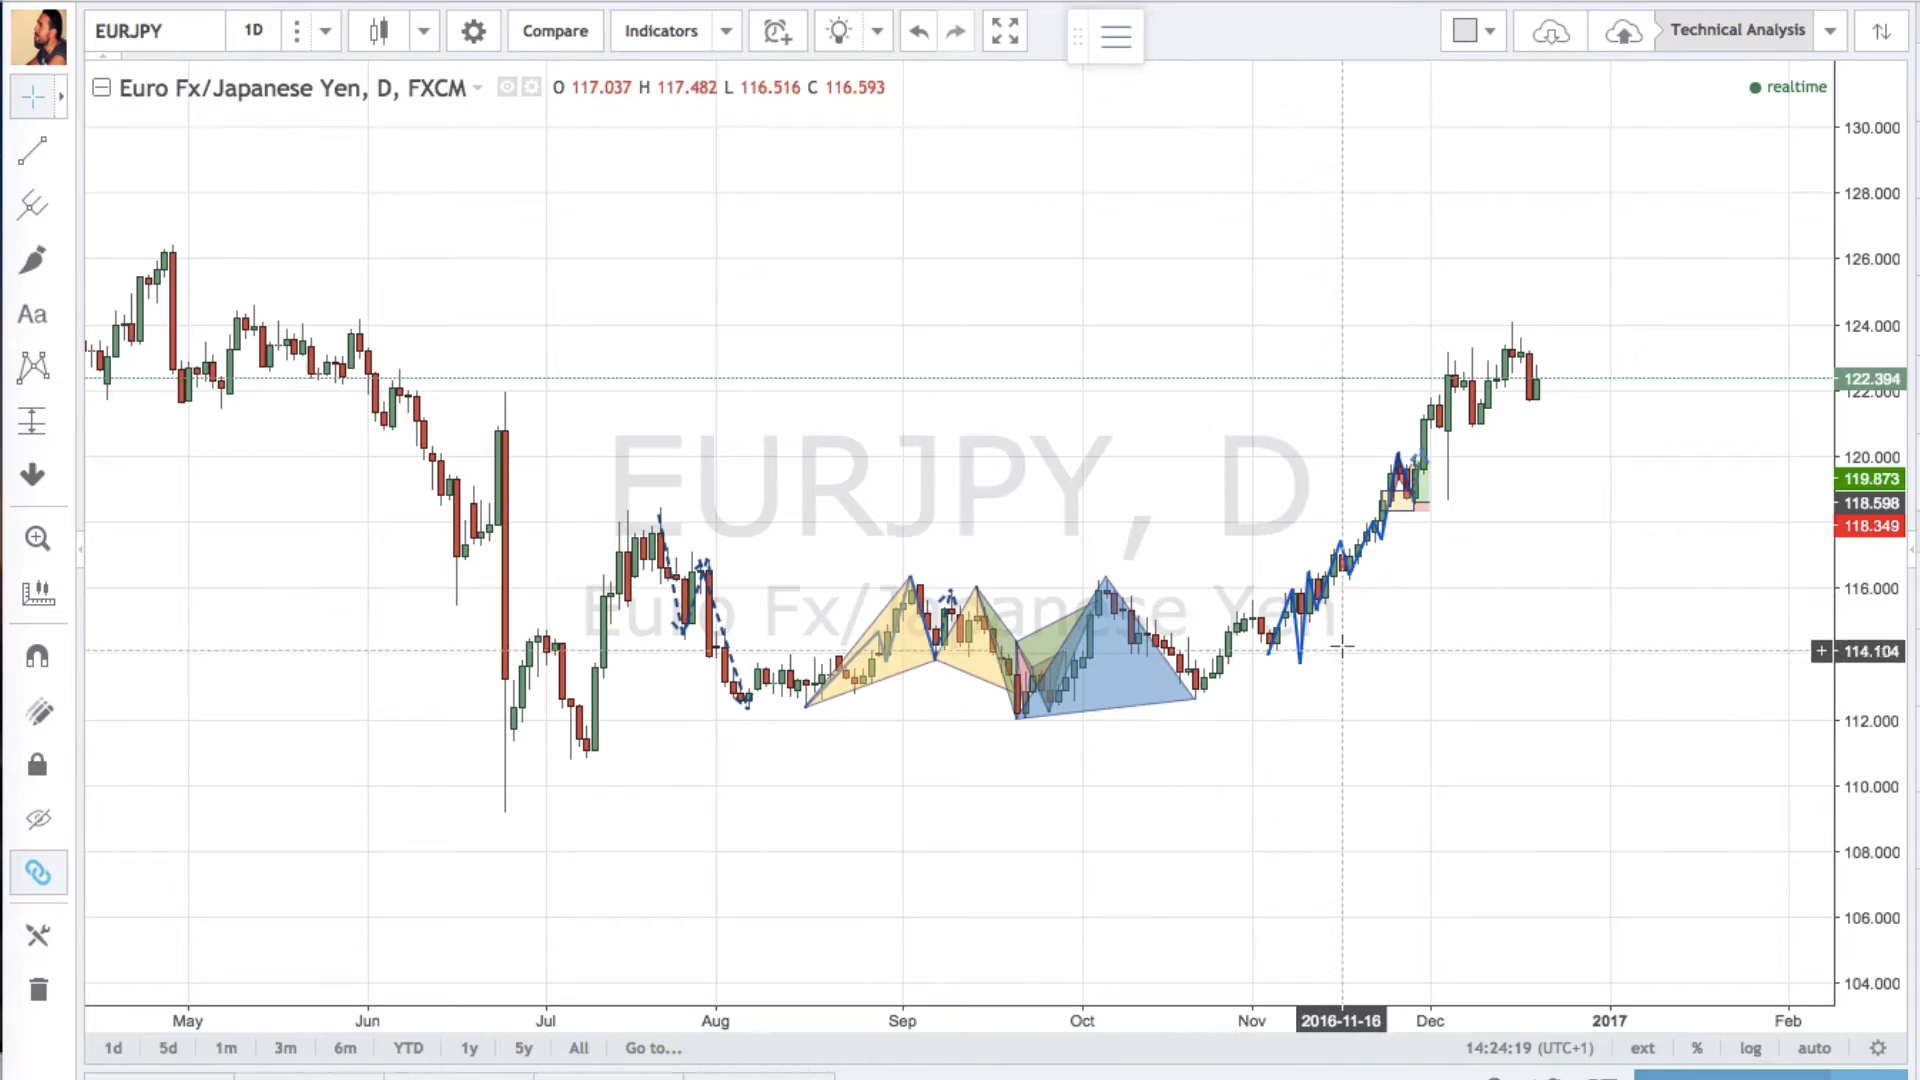 EURJPY 1D Compare Indicators Technical Analysis
Euro Fx/Japanese Yen, D, FXCM O 117.037 H 117.482 L 116.516 C 116.593
realtime
130.000
128.000
126.000
124.000
122.394
122.000
EURJPY, D
120.000
119.873
118.598
118.349
Euro Fx/Japanese Yen
116.000
+ 114.104
112.000
110.000
108.000
106.000
104.000
Aa
May Jun Jul Aug Sep Oct Nov 2016-11-16 Dec 2017 Feb
1d 5d 1m 3m 6m YTD 1y 5y All Go to... 14:24:19 (UTC+1) ext % log auto